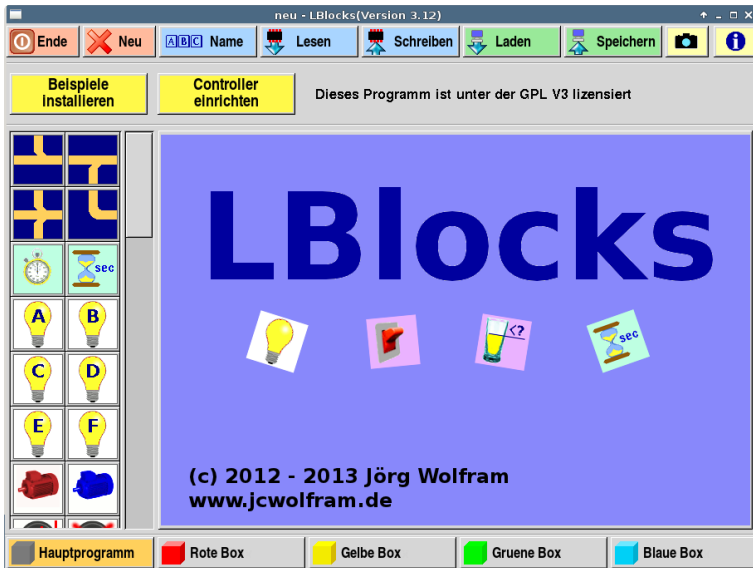 neu - LBlocks(Version 3.12)
Ende Neu ABC Name Lesen Schreiben Laden Speichern i
Beispiele
installieren
Controller
einrichten
Dieses Programm ist unter der GPL V3 lizensiert
LBlocks
sec
A B
<? sec
C D
E F
(c) 2012 - 2013 Jörg Wolfram
www.jcwolfram.de
Hauptprogramm Rote Box Gelbe Box Gruene Box Blaue Box